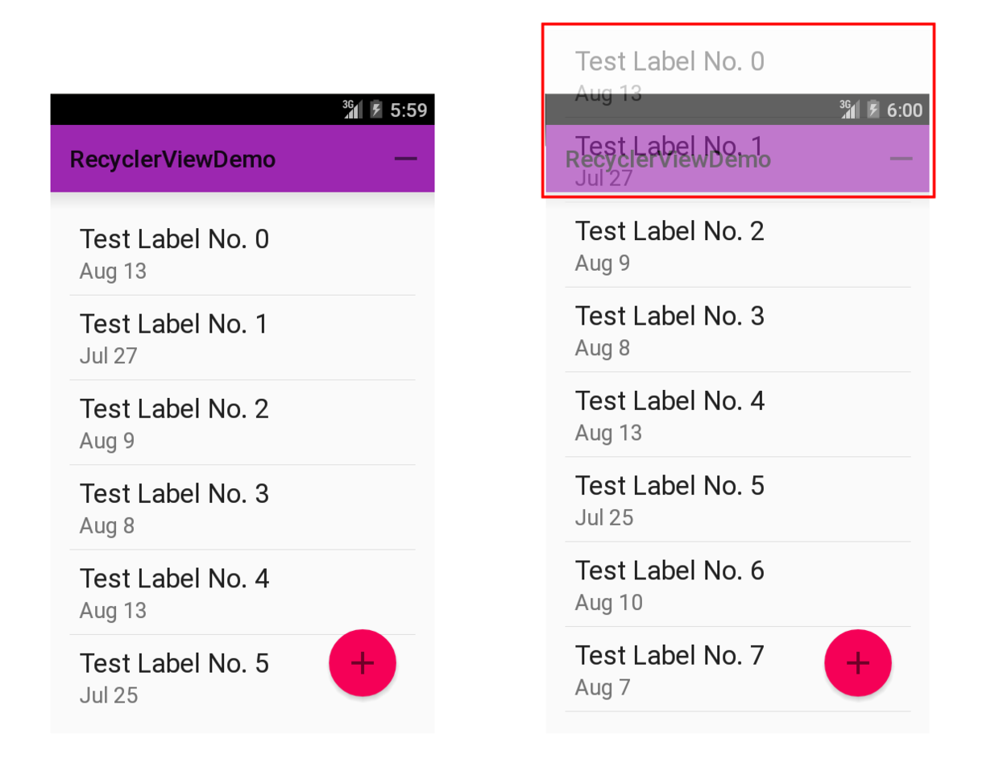 3G 5:59
RecyclerViewDemo
Test Label No. 0
Aug 13
Test Label No. 1
Jul 27
Test Label No. 2
Aug 9
Test Label No. 3
Aug 8
Test Label No. 4
Aug 13
Test Label No. 5
Jul 25
Test Label No. 0
Aug 13
3G 6:00
Test Label No. 1
RecyclerViewDemo
Jul 27
Test Label No. 2
Aug 9
Test Label No. 3
Aug 8
Test Label No. 4
Aug 13
Test Label No. 5
Jul 25
Test Label No. 6
Aug 10
Test Label No. 7
Aug 7